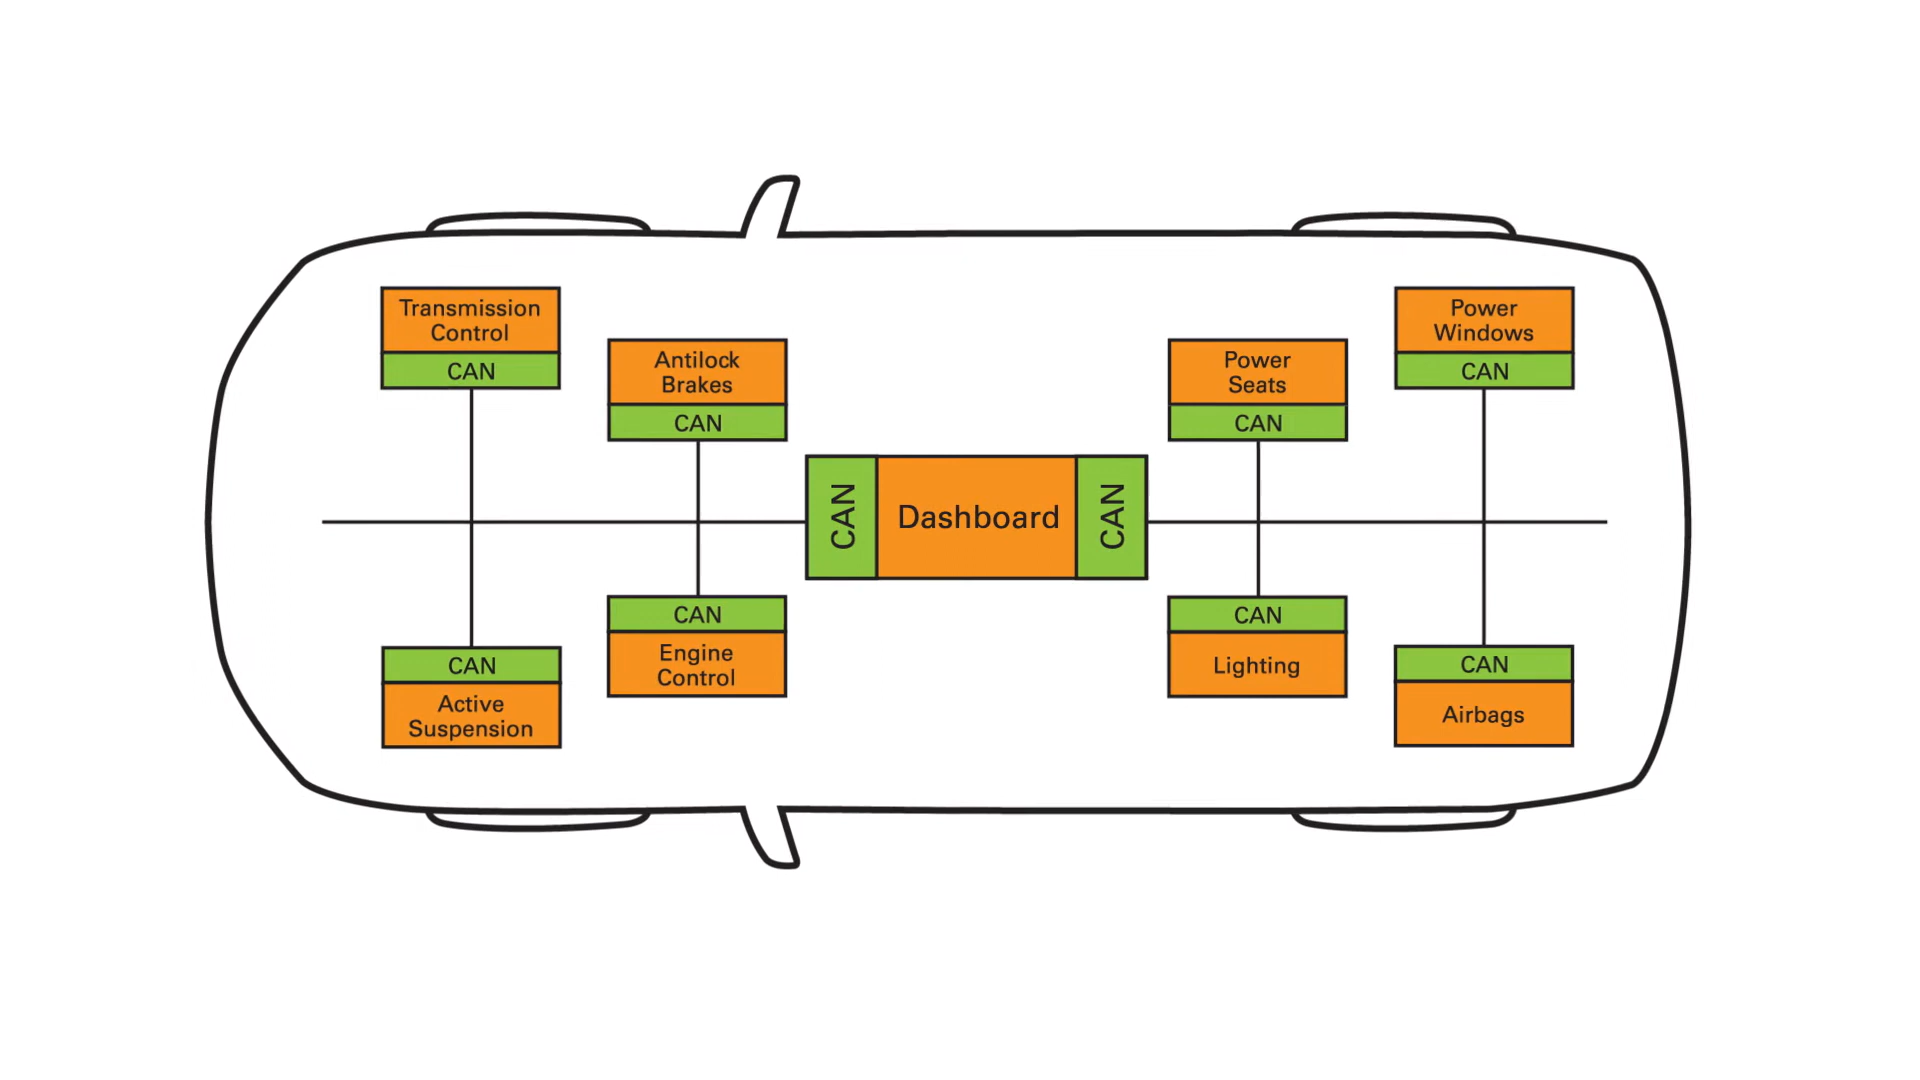 Transmission
Control
CAN
Antilock
Brakes
CAN
Power
Seats
CAN
Power
Windows
CAN
CAN
Dashboard
CAN
CAN
Active
Suspension
CAN
Engine
Control
CAN
Lighting
CAN
Airbags